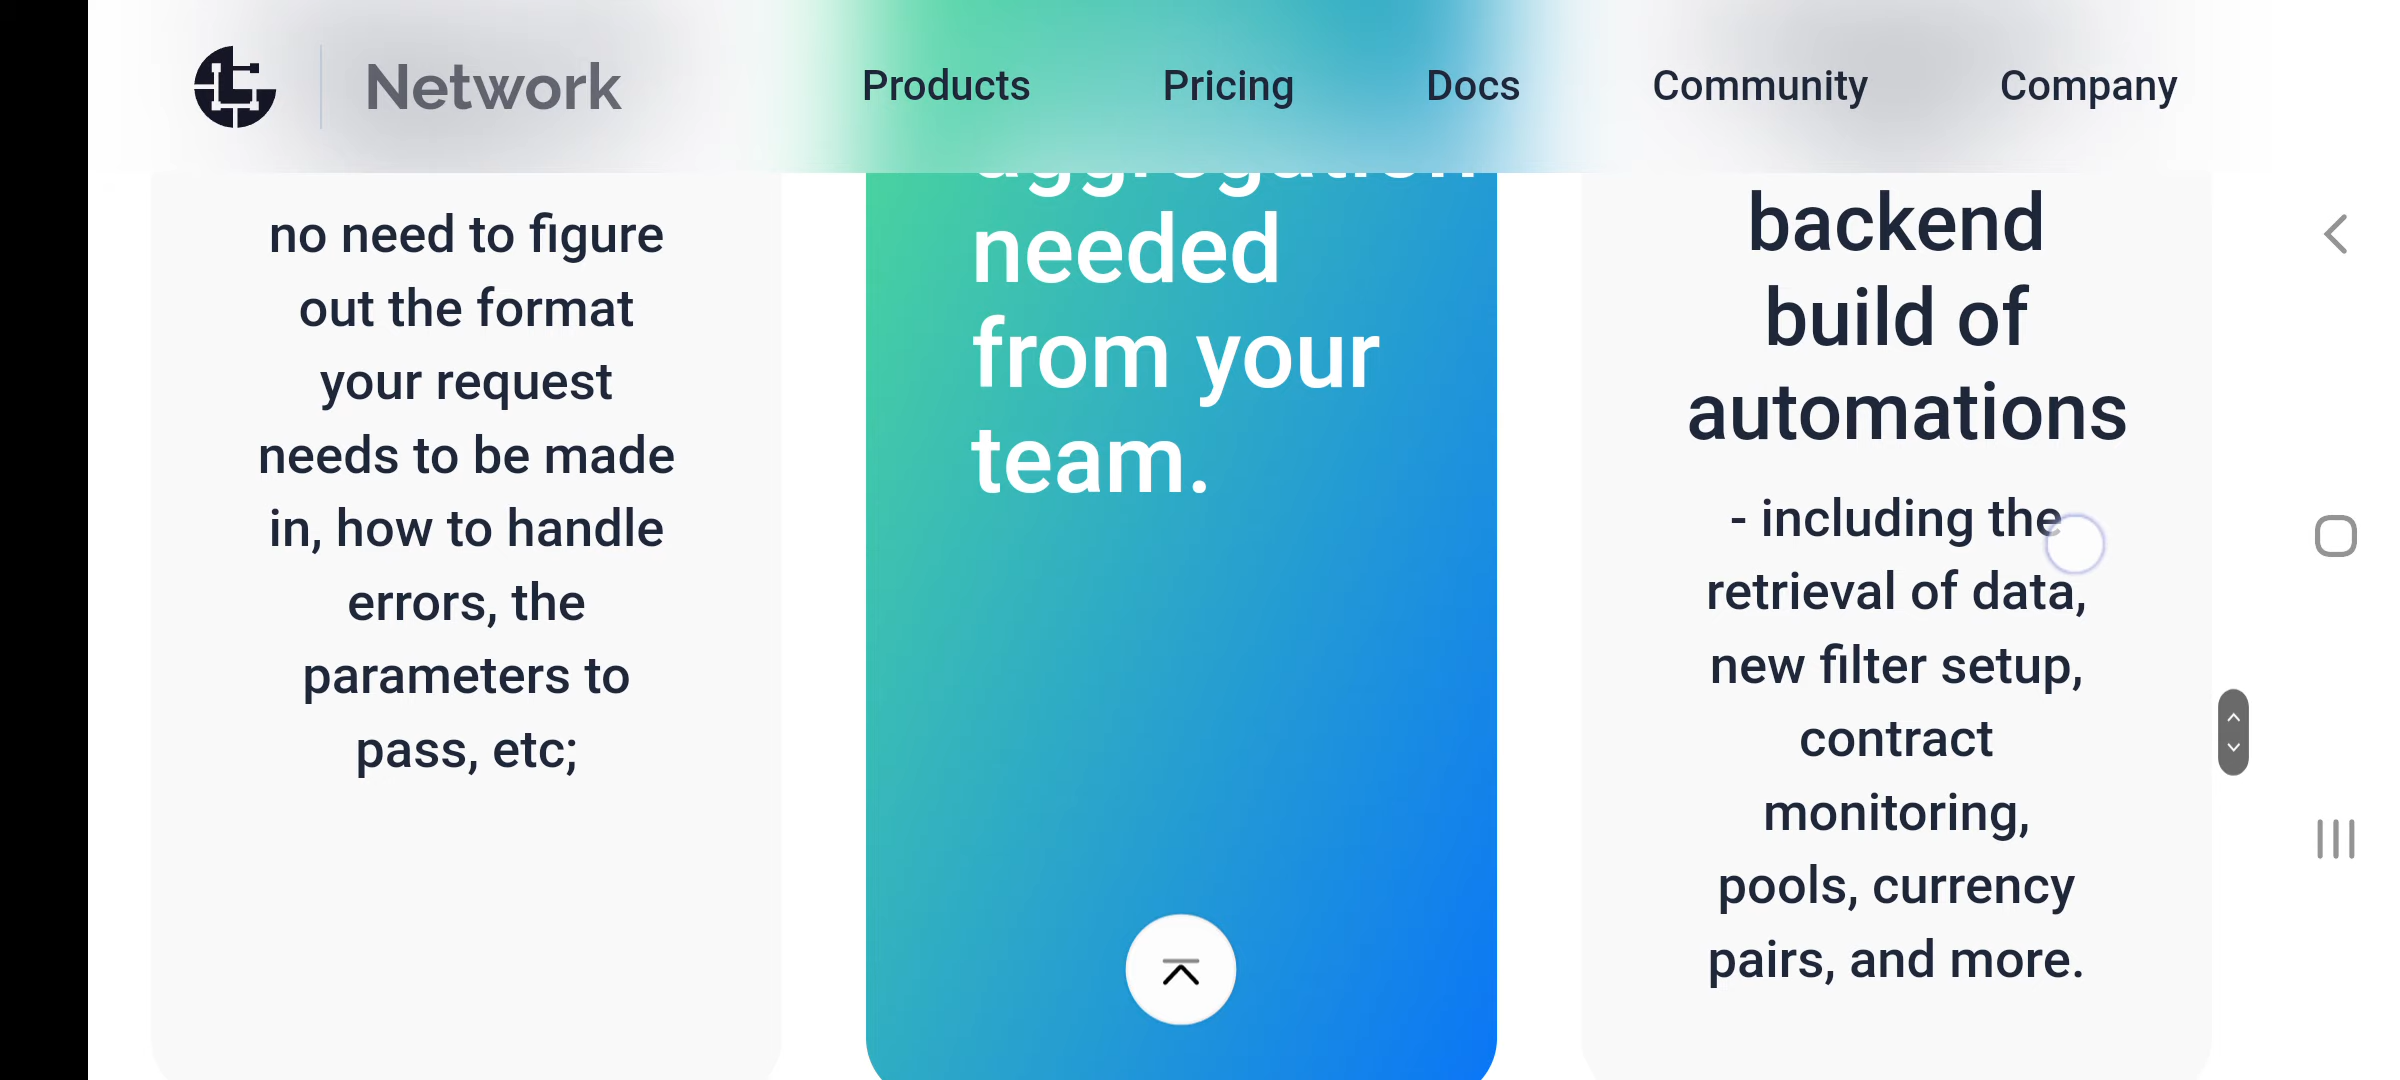 Network
Products
Pricing
Docs
Community
Company
no need to figure
out the format
your request
needs to be made
in, how to handle
errors, the
parameters to
pass, etc;
aggregation
needed
from your
team.
backend
build of
automations
- including the
retrieval of data,
new filter setup,
contract
monitoring,
pools, currency
pairs, and more.